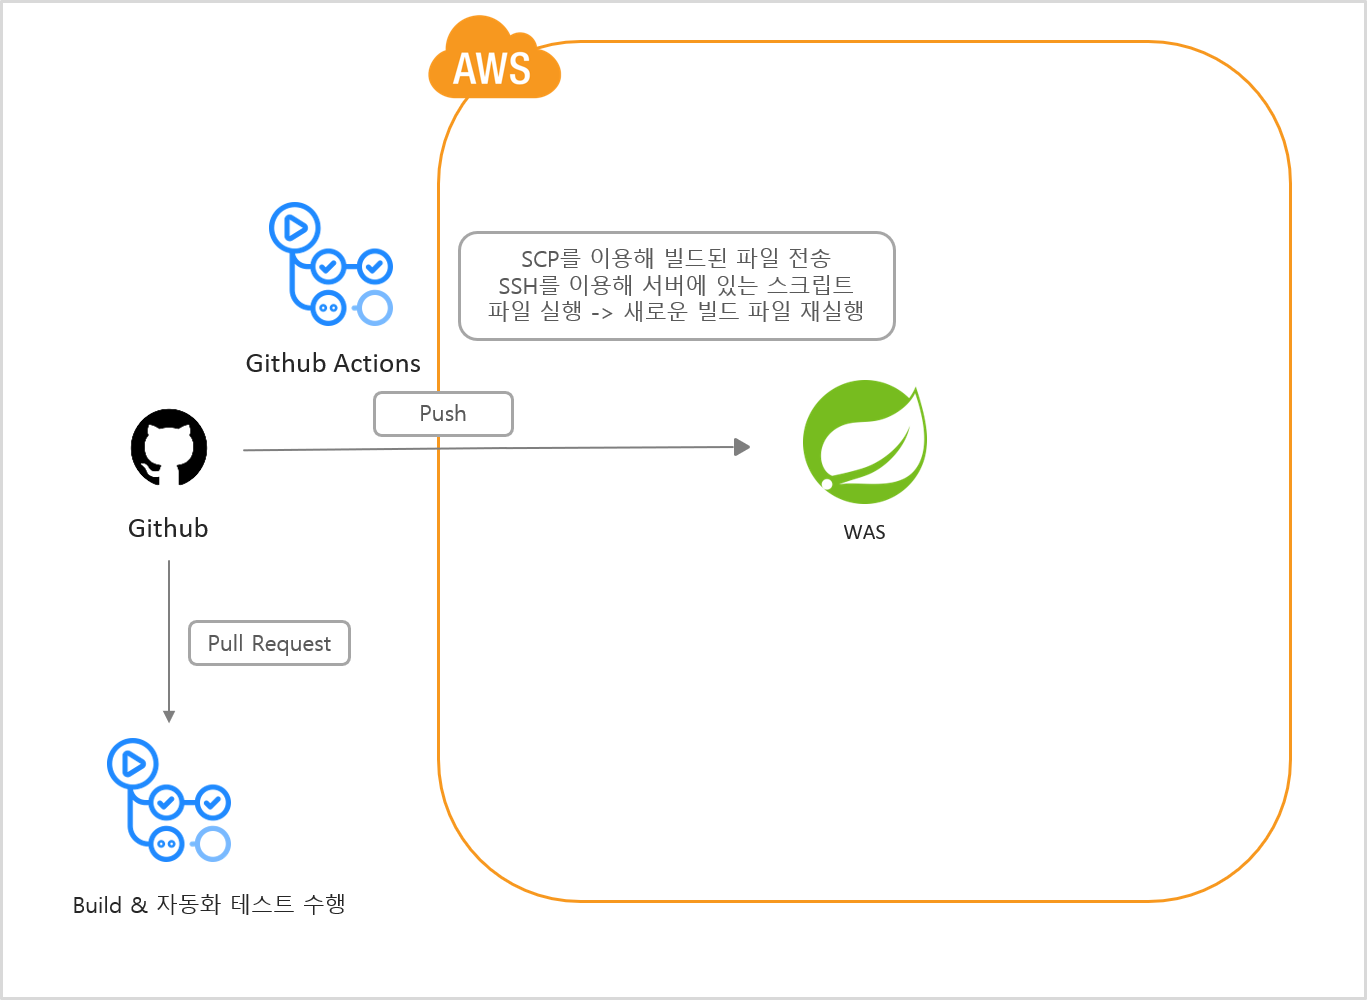 AWS
SCP를 이용해 빌드된 파일 전송
SSH를 이용해 서버에 있는 스크립트
파일 실행 -> 새로운 빌드 파일 재실행
Github Actions
Push
Github
WAS
Pull Request
Build & 자동화 테스트 수행